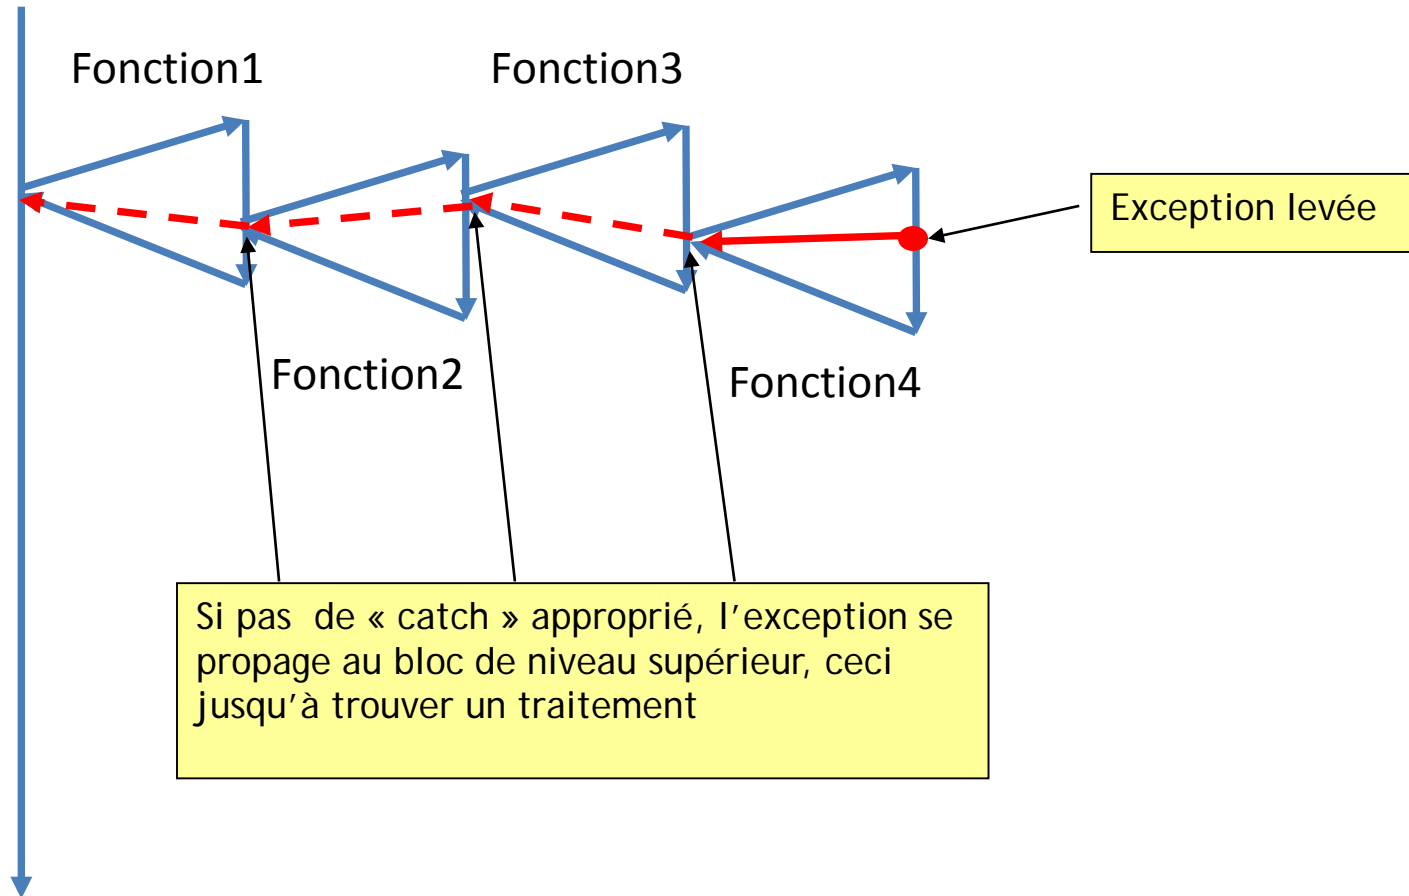 Fonction1
Fonction3
Exception levée
Fonction2
Fonction4
Si pas de « catch » approprié, l’exception se
propage au bloc de niveau supérieur, ceci
jusqu’à trouver un traitement